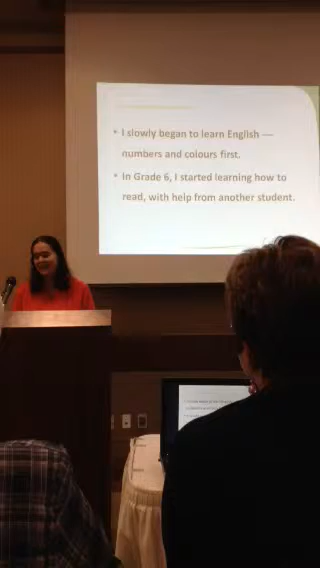 • I slowly began to learn English —
numbers and colours first.
• In Grade 6, I started learning how to
read, with help from another student.